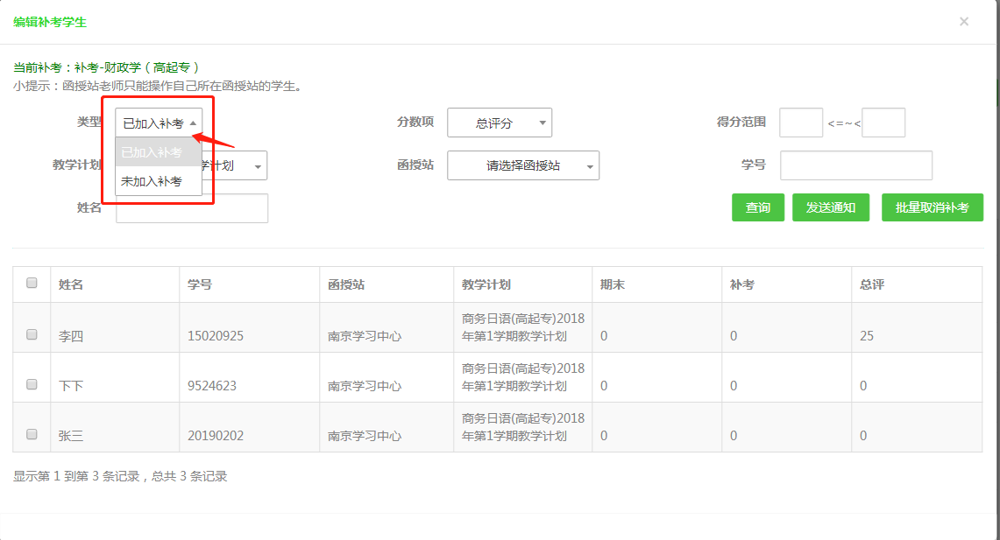 编辑补考学生
×
当前补考：补考-财政学（高起专）
小提示：函授站老师只能操作自己所在函授站的学生。
类型 已加入补考 分数项 总评分 得分范围 <=~<
已加入补考
教学计划 学计划 函授站 请选择函授站 学号
未加入补考
姓名 查询 发送通知 批量取消补考
姓名 学号 函授站 教学计划 期末 补考 总评
李四 15020925 南京学习中心 商务日语(高起专)2018年第1学期教学计划 0 0 25
下下 9524623 南京学习中心 商务日语(高起专)2018年第1学期教学计划 0 0 0
张三 20190202 南京学习中心 商务日语(高起专)2018年第1学期教学计划 0 0 0
显示第 1 到第 3 条记录，总共 3 条记录